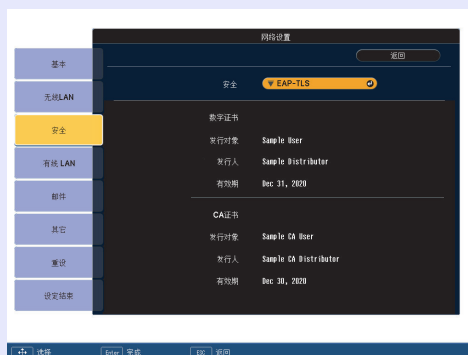 网络设置
返回
基本
无线LAN
安全
有线 LAN
邮件
其它
重设
设定结束
安全 ▼ EAP-TLS
数字证书
发行对象 Sample User
发行人 Sample Distributor
有效期 Dec 31, 2020
CA证书
发行对象 Sample CA User
发行人 Sample CA Distributor
有效期 Dec 30, 2020
选择 Enter 完成 ESC 返回